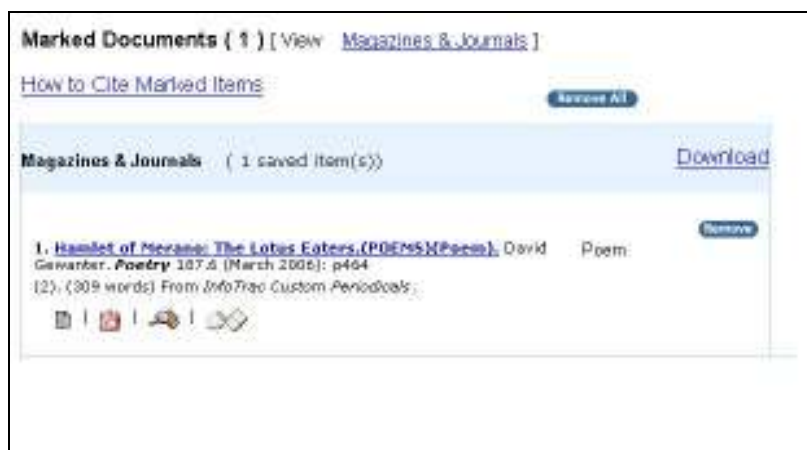 Marked Documents ( 1 ) [ View Magazines & Journals ]
How to Cite Marked Items
Remove All
Magazines & Journals ( 1 saved item(s))
Download
Remove
1. Hamlet of Merano: The Lotus Eaters.(POEMS)(Poem). David Poem
Gewanter. Poetry 187.6 (March 2006): p464
(2). (309 words) From InfoTrac Custom Periodicals.